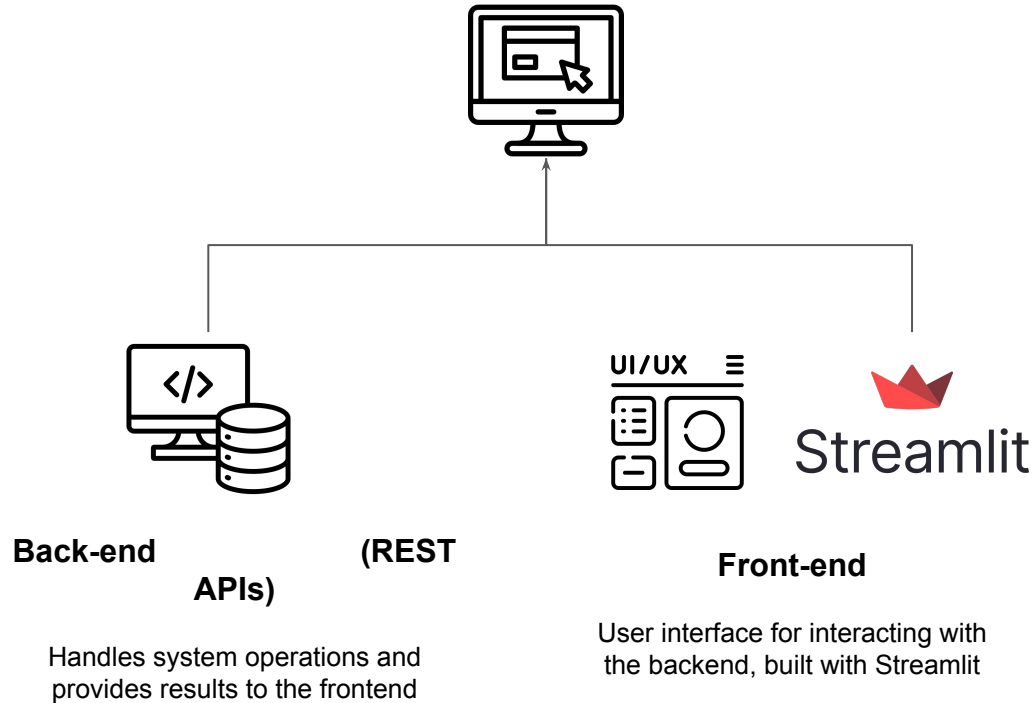 </>
UI/UX
Streamlit
Back-end (REST
APIs)
Handles system operations and
provides results to the frontend
Front-end
User interface for interacting with
the backend, built with Streamlit